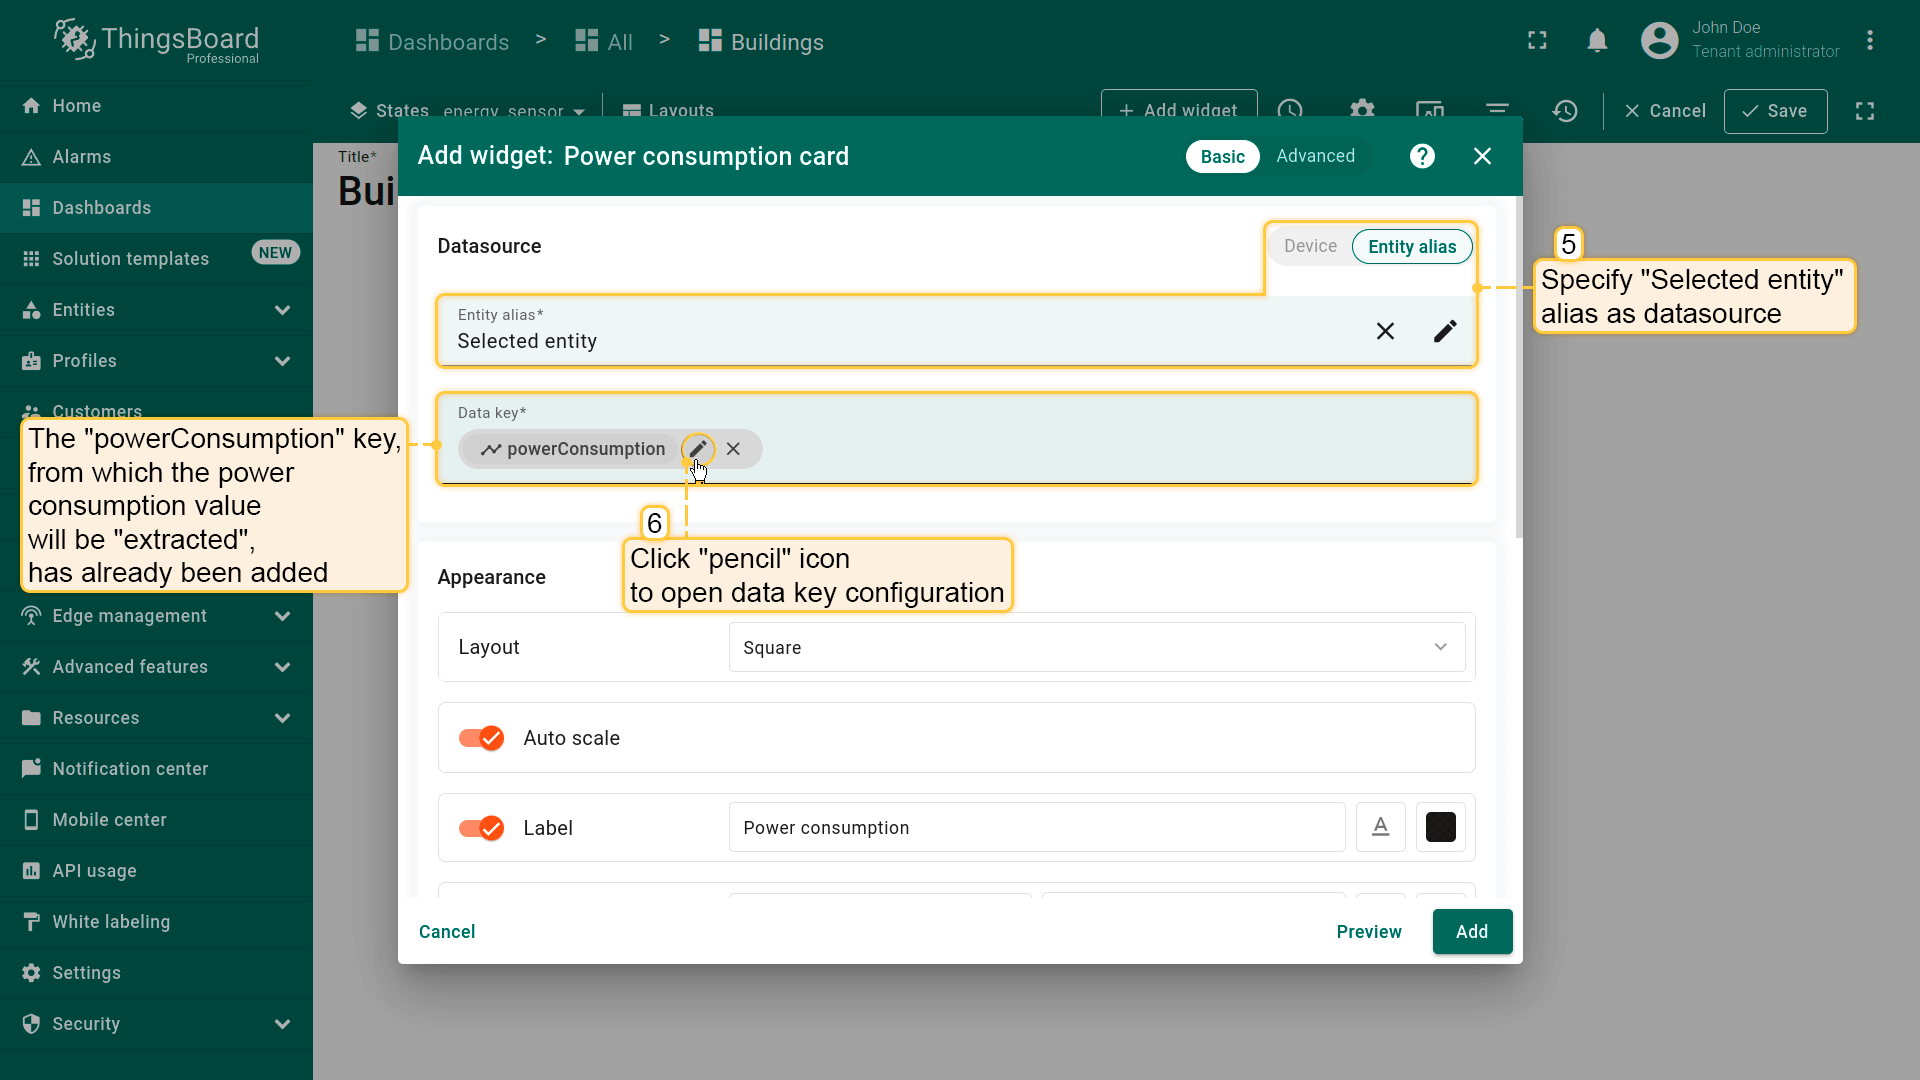 ThingsBoard
Professional
Dashboards > All > Buildings
John Doe
Tenant administrator
Home
Alarms
Dashboards
Solution templates NEW
Entities
Profiles
Customers
Edge management
Advanced features
Resources
Notification center
Mobile center
API usage
White labeling
Settings
Security
States energy_sensor Layouts + Add widget Cancel Save
Title*
Bui
Add widget: Power consumption card
Basic Advanced
Datasource
Device Entity alias
Entity alias*
Selected entity
Data key*
powerConsumption
5
Specify "Selected entity"
alias as datasource
The "powerConsumption" key,
from which the power
consumption value
will be "extracted",
has already been added
6
Click "pencil" icon
to open data key configuration
Appearance
Layout Square
Auto scale
Label Power consumption
Cancel Preview Add